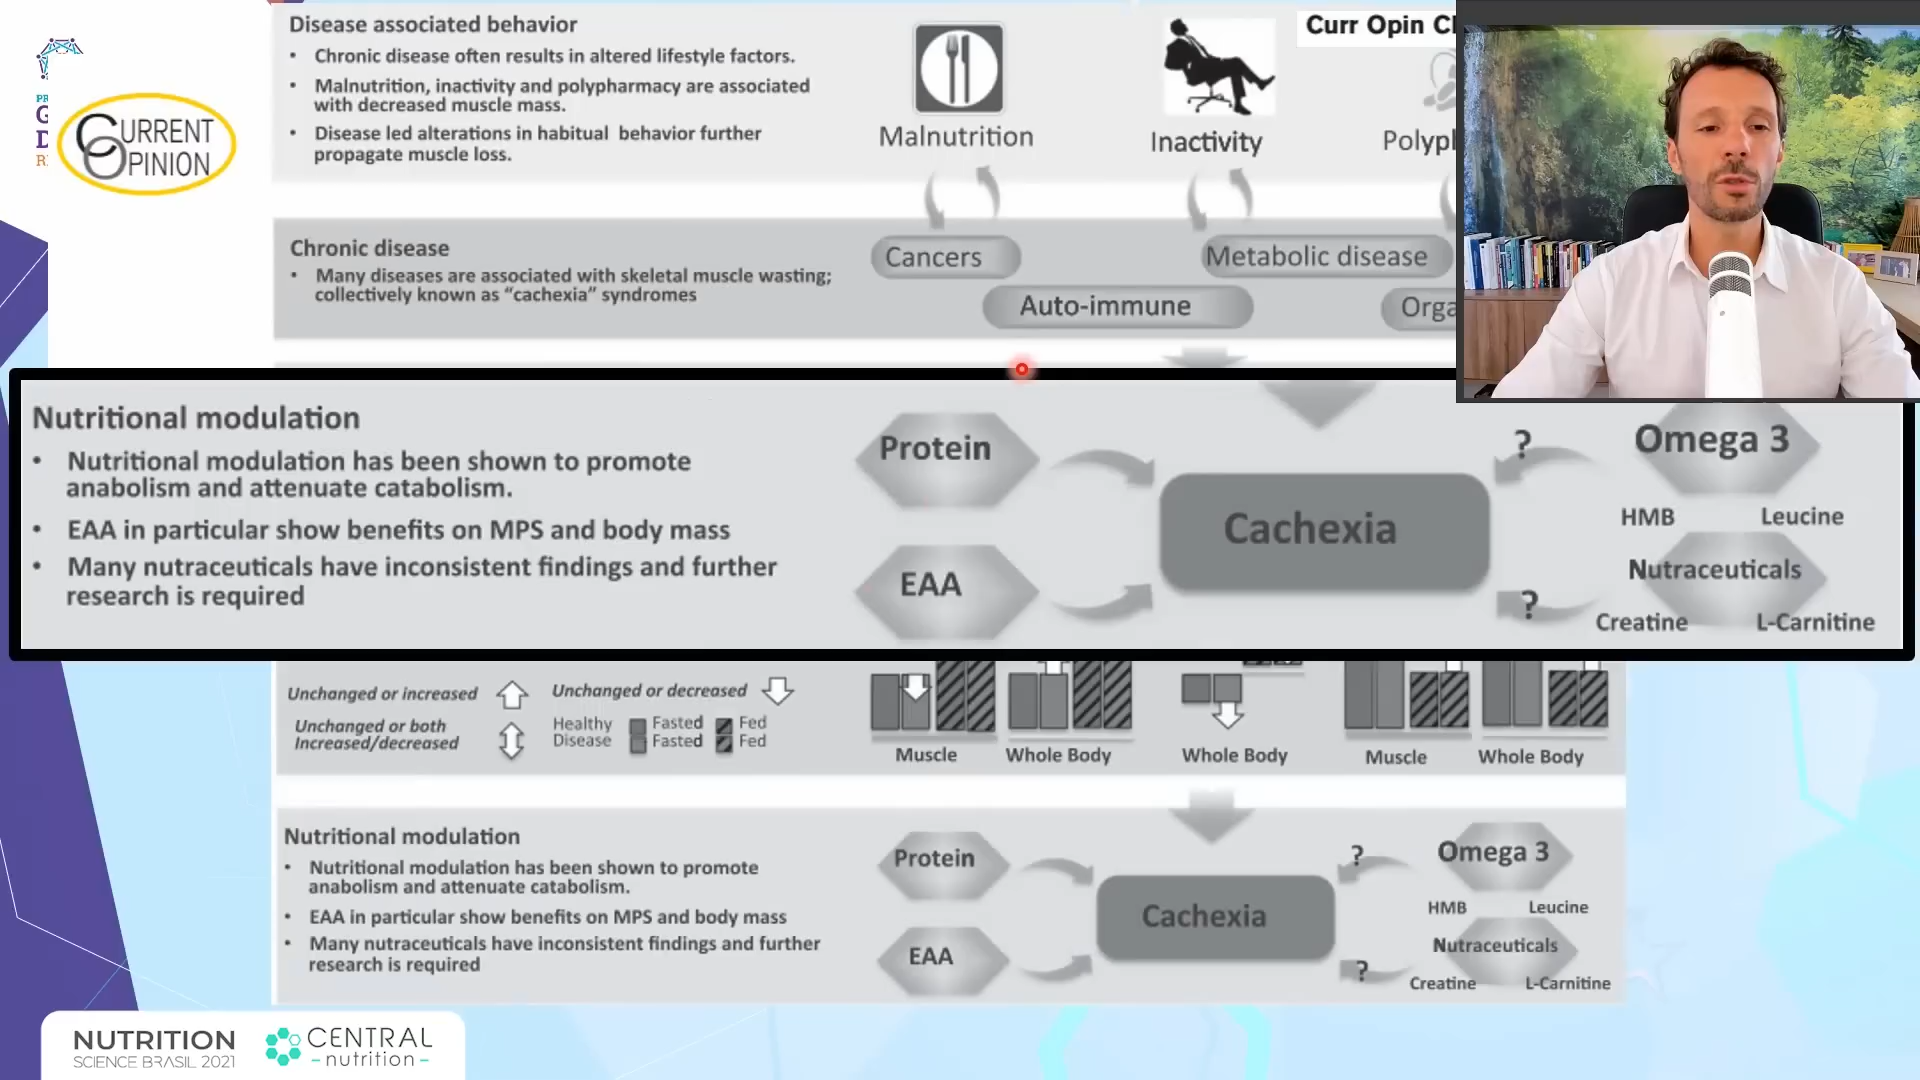 Disease associated behavior
• Chronic disease often results in altered lifestyle factors.
• Malnutrition, inactivity and polypharmacy are associated
with decreased muscle mass.
• Disease led alterations in habitual behavior further
propagate muscle loss.
Malnutrition
Inactivity
Polyp
Curr Opin Cl
CURRENT
OPINION
Chronic disease
• Many diseases are associated with skeletal muscle wasting;
collectively known as “cachexia” syndromes
Cancers
Metabolic disease
Auto-immune
Orga
Nutritional modulation
• Nutritional modulation has been shown to promote
anabolism and attenuate catabolism.
• EAA in particular show benefits on MPS and body mass
• Many nutraceuticals have inconsistent findings and further
research is required
Protein
EAA
Cachexia
?
?
Omega 3
HMB Leucine
Nutraceuticals
Creatine L-Carnitine
Unchanged or increased
Unchanged or decreased
Unchanged or both
Increased/decreased
Healthy Fasted Fed
Disease Fasted Fed
Muscle
Whole Body
Whole Body
Muscle
Whole Body
Nutritional modulation
• Nutritional modulation has been shown to promote
anabolism and attenuate catabolism.
• EAA in particular show benefits on MPS and body mass
• Many nutraceuticals have inconsistent findings and further
research is required
Protein
EAA
Cachexia
?
?
Omega 3
HMB Leucine
Nutraceuticals
Creatine L-Carnitine
NUTRITION
SCIENCE BRASIL 2021
CENTRAL
nutrition